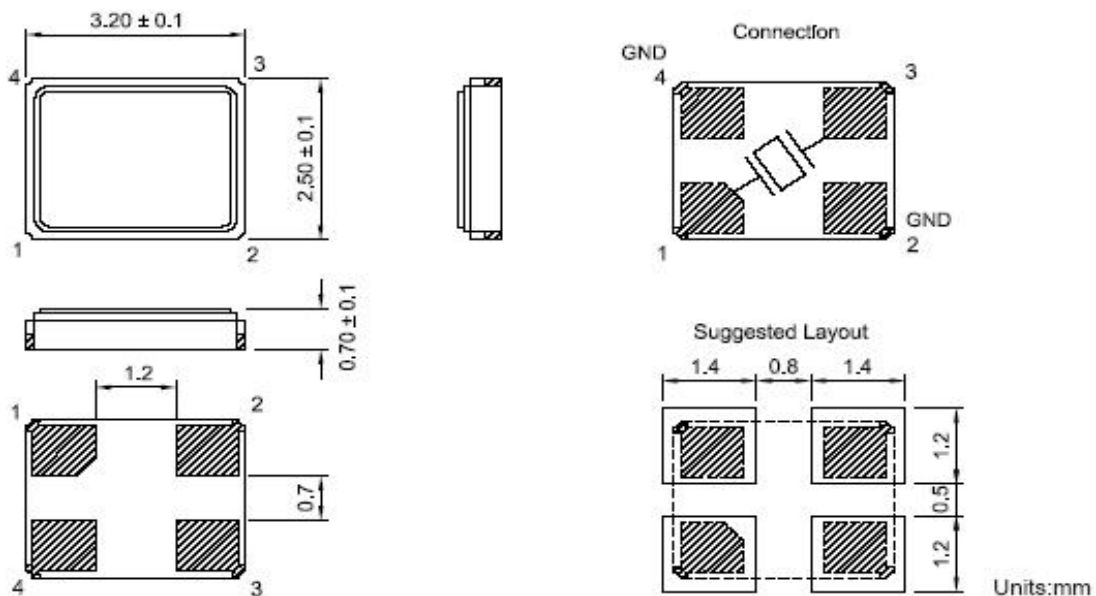 3.20 ± 0.1
4
3
2.50 ± 0.1
1
2
0.70 ± 0.1
1.2
1
2
0.7
4
3
Connection
GND
4
3
1
GND
2
Suggested Layout
1.4
0.8
1.4
1.2
0.5
1.2
Units:mm